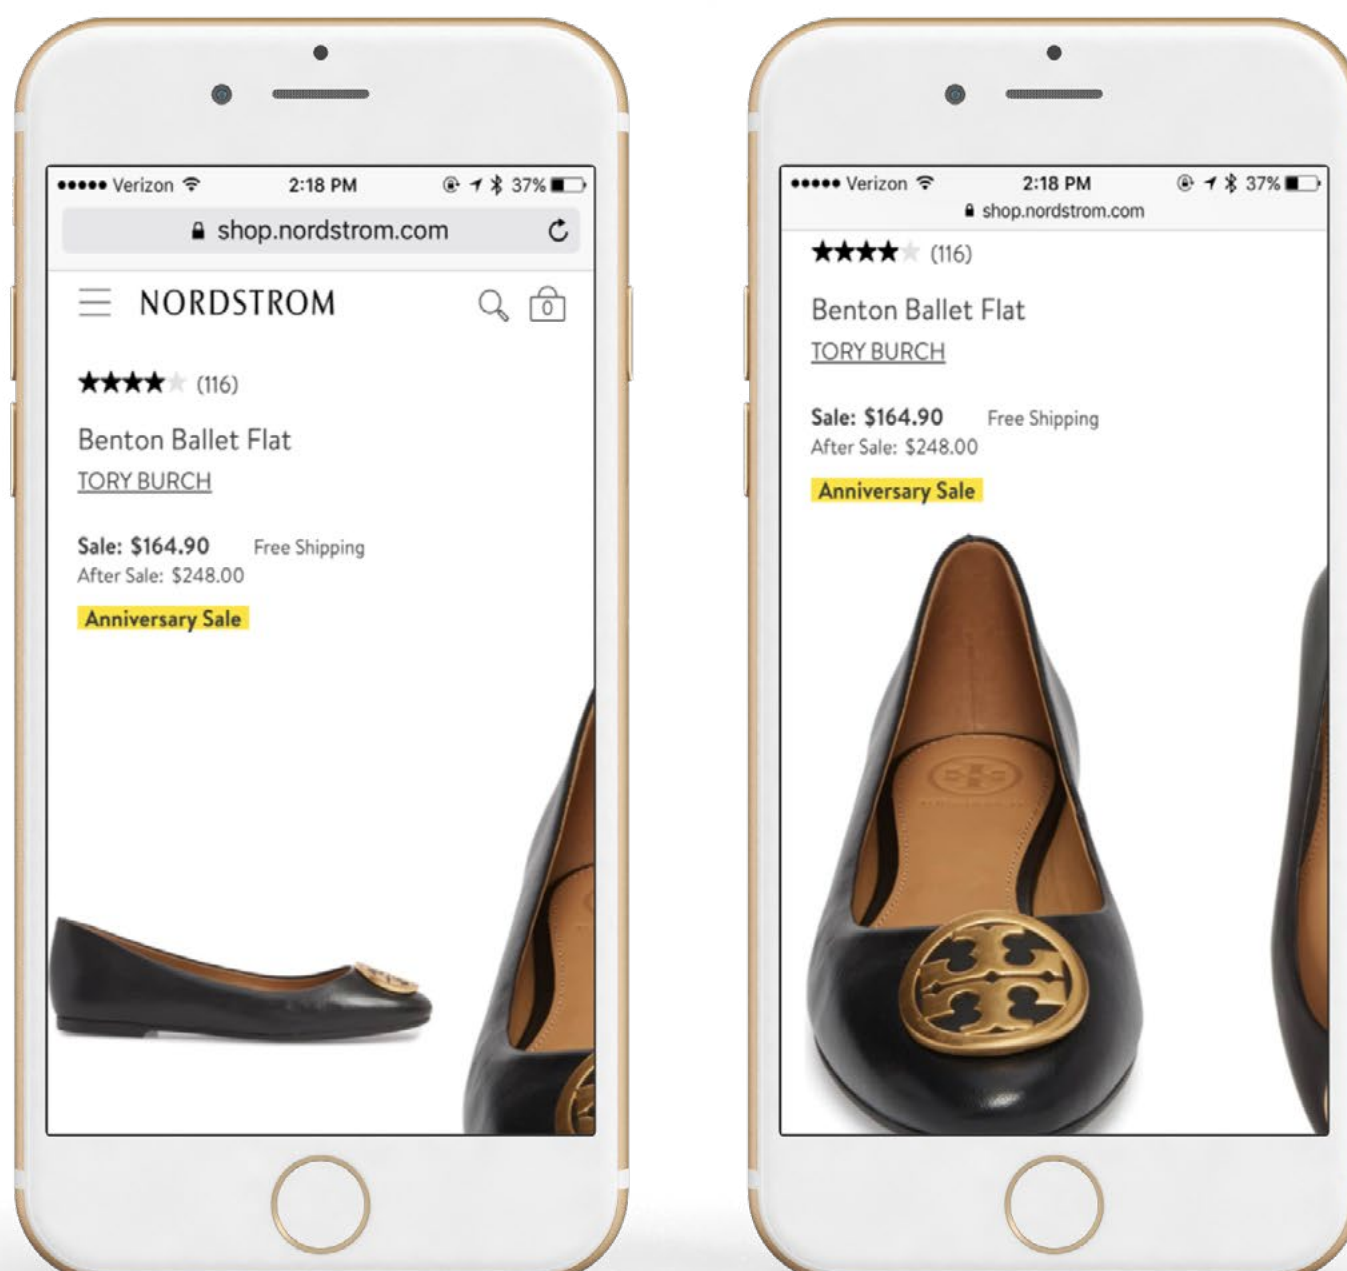 Verizon 2:18 PM 37%
shop.nordstrom.com
NORDSTROM 0
(116)
Benton Ballet Flat
TORY BURCH
Sale: $164.90 Free Shipping
After Sale: $248.00
Anniversary Sale
Verizon 2:18 PM 37%
shop.nordstrom.com
(116)
Benton Ballet Flat
TORY BURCH
Sale: $164.90 Free Shipping
After Sale: $248.00
Anniversary Sale